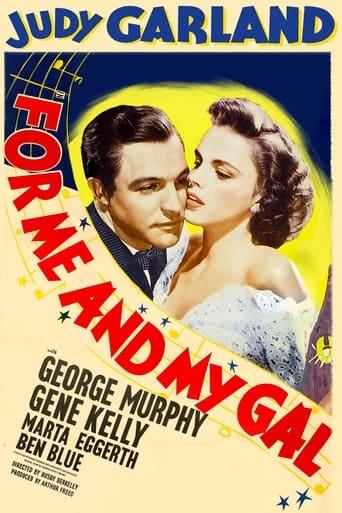 JUDY GARLAND
FOR ME AND MY GAL
with
GEORGE MURPHY
GENE KELLY
MARTA EGGERTH
BEN BLUE
DIRECTED BY BUSBY BERKELEY
PRODUCED BY ARTHUR FREED